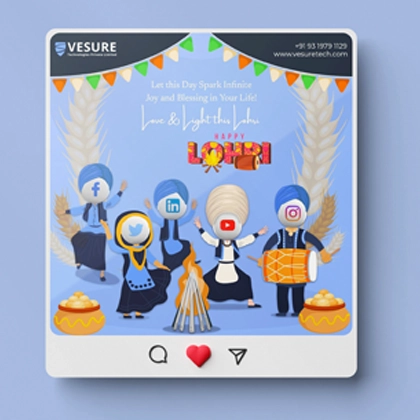 VESURE
Technologies Private Limited
+91 93 1979 1129
www.vesuretech.com
Let this Day Spark Infinite
Joy and Blessing in Your Life!
Love & Light this Lohri
HAPPY
LOHRI